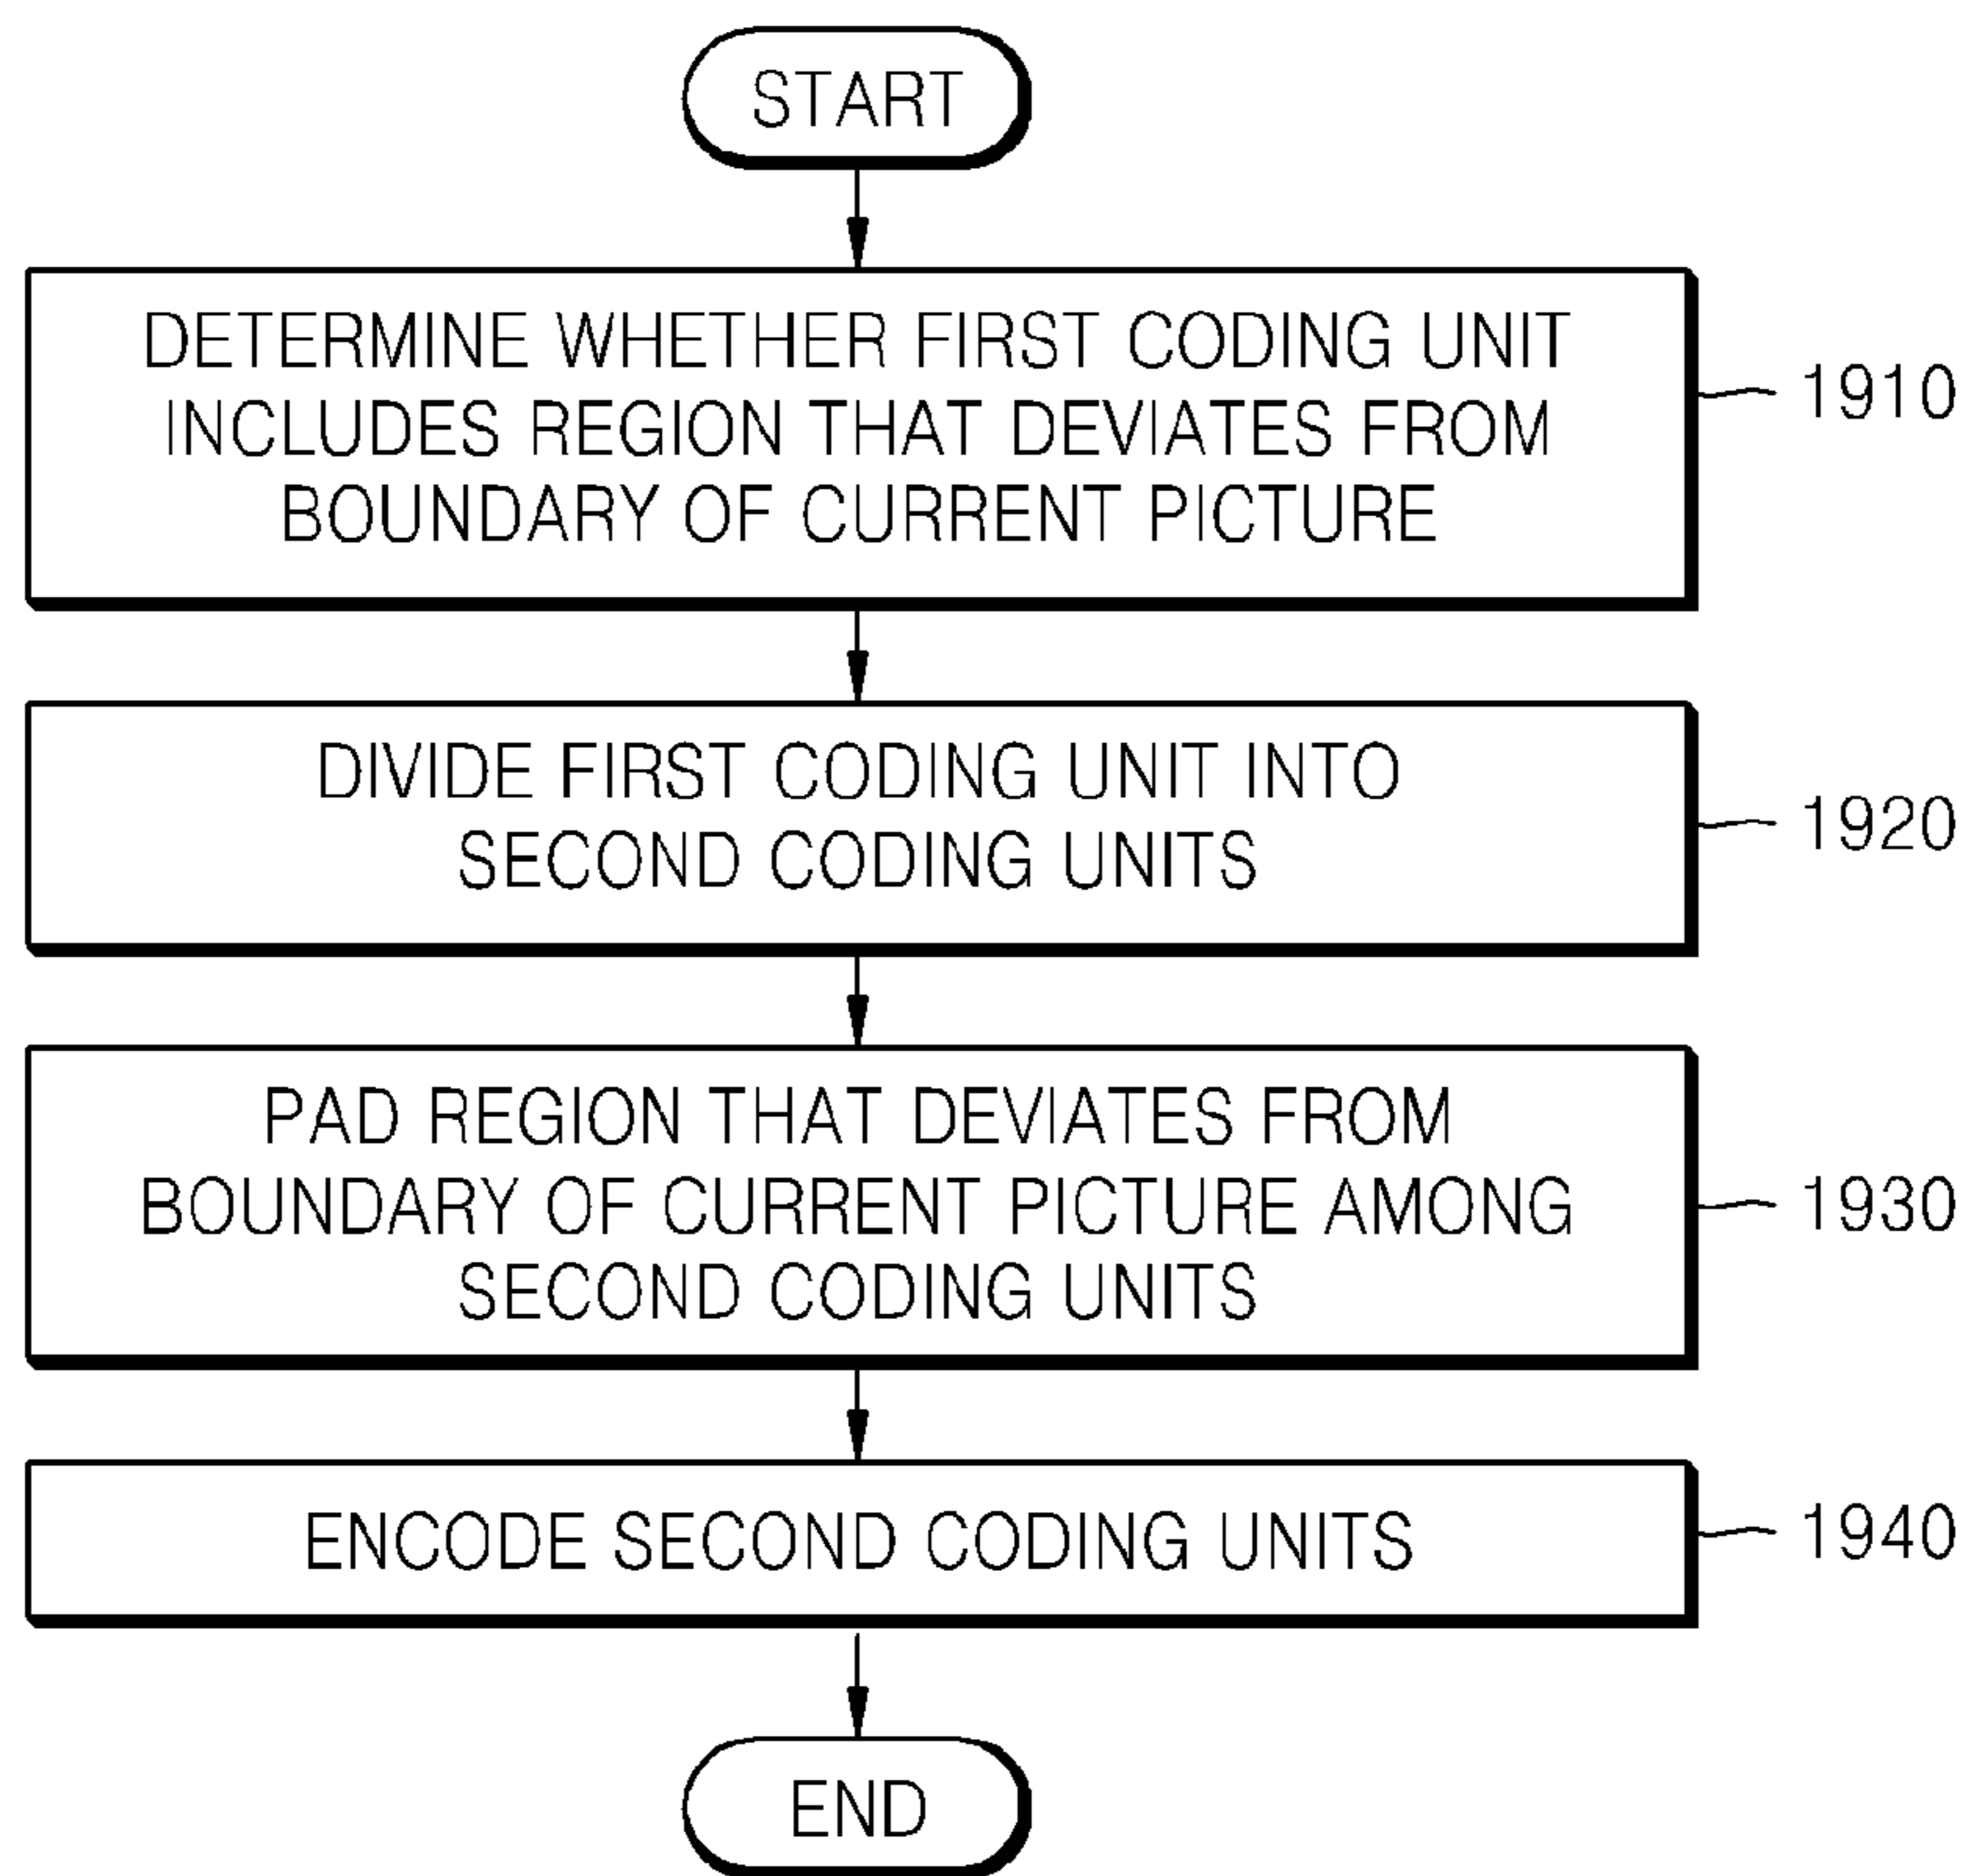 START
DETERMINE WHETHER FIRST CODING UNIT
INCLUDES REGION THAT DEVIATES FROM
BOUNDARY OF CURRENT PICTURE
1910
DIVIDE FIRST CODING UNIT INTO
SECOND CODING UNITS
1920
PAD REGION THAT DEVIATES FROM
BOUNDARY OF CURRENT PICTURE AMONG
SECOND CODING UNITS
1930
ENCODE SECOND CODING UNITS
1940
END